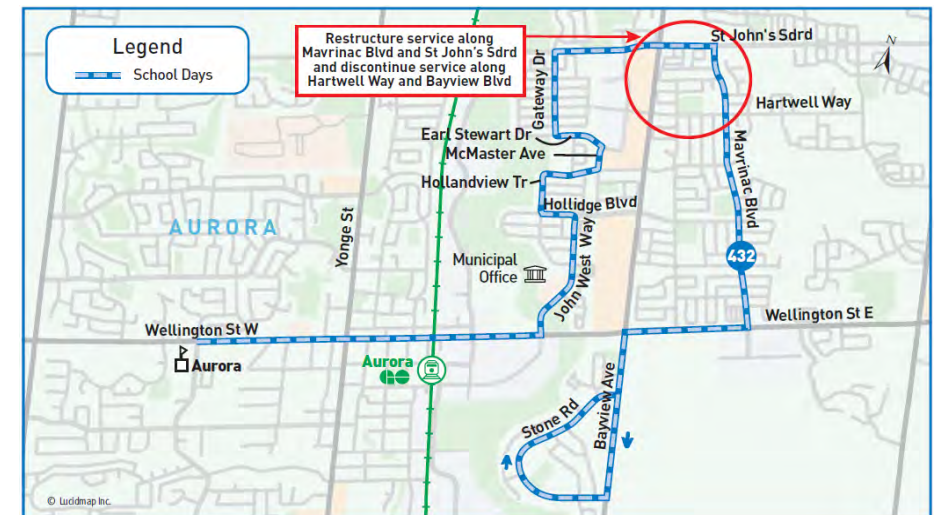 Legend
School Days
Restructure service along
Mavrinac Blvd and St John's Sdrd
and discontinue service along
Hartwell Way and Bayview Blvd
St John's Sdrd
N
Gateway Dr
Hartwell Way
Earl Stewart Dr
McMaster Ave
Mavrinac Blvd
Hollandview Tr
Hollidge Blvd
AURORA
Yonge St
John West Way
432
Municipal
Office
Wellington St W
Wellington St E
Aurora
Aurora
GO
Bayview Ave
Stone Rd
© Lucidmap Inc.